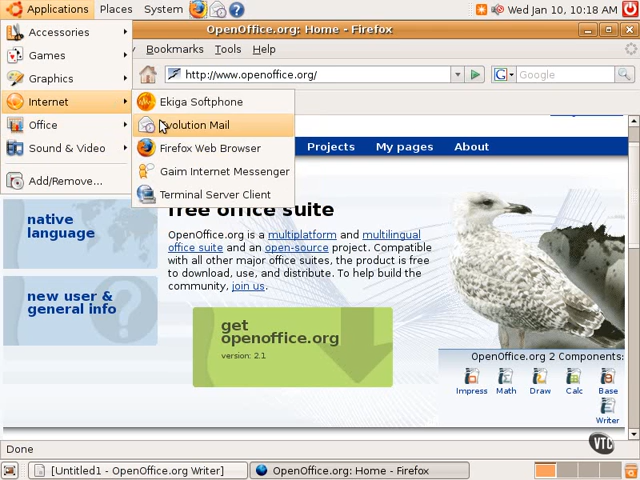 Applications Places System Wed Jan 10, 10:18 AM
OpenOffice.org: Home - Firefox
Bookmarks Tools Help
http://www.openoffice.org/
Google
Accessories
Games
Graphics
Internet
Office
Sound & Video
Add/Remove...
Ekiga Softphone
volution Mail
Firefox Web Browser
Gaim Internet Messenger
Terminal Server Client
Projects My pages About
free office suite
OpenOffice.org is a multiplatform and multilingual
office suite and an open-source project. Compatible
with all other major office suites, the product is free
to download, use, and distribute. To help build the
community, join us.
native
language
new user &
general info
get
openoffice.org
version: 2.1
OpenOffice.org 2 Components:
Impress Math Draw Calc Base
Writer
Done
VTC
[Untitled1 - OpenOffice.org Writer] OpenOffice.org: Home - Firefox